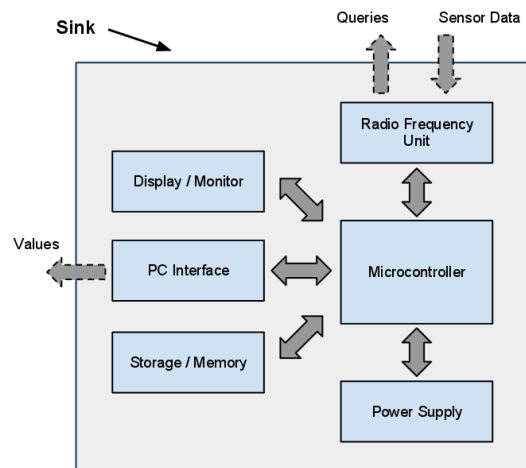 Queries
Sensor Data
Sink
Radio Frequency
Unit
Display / Monitor
Values
PC Interface
Microcontroller
Storage / Memory
Power Supply